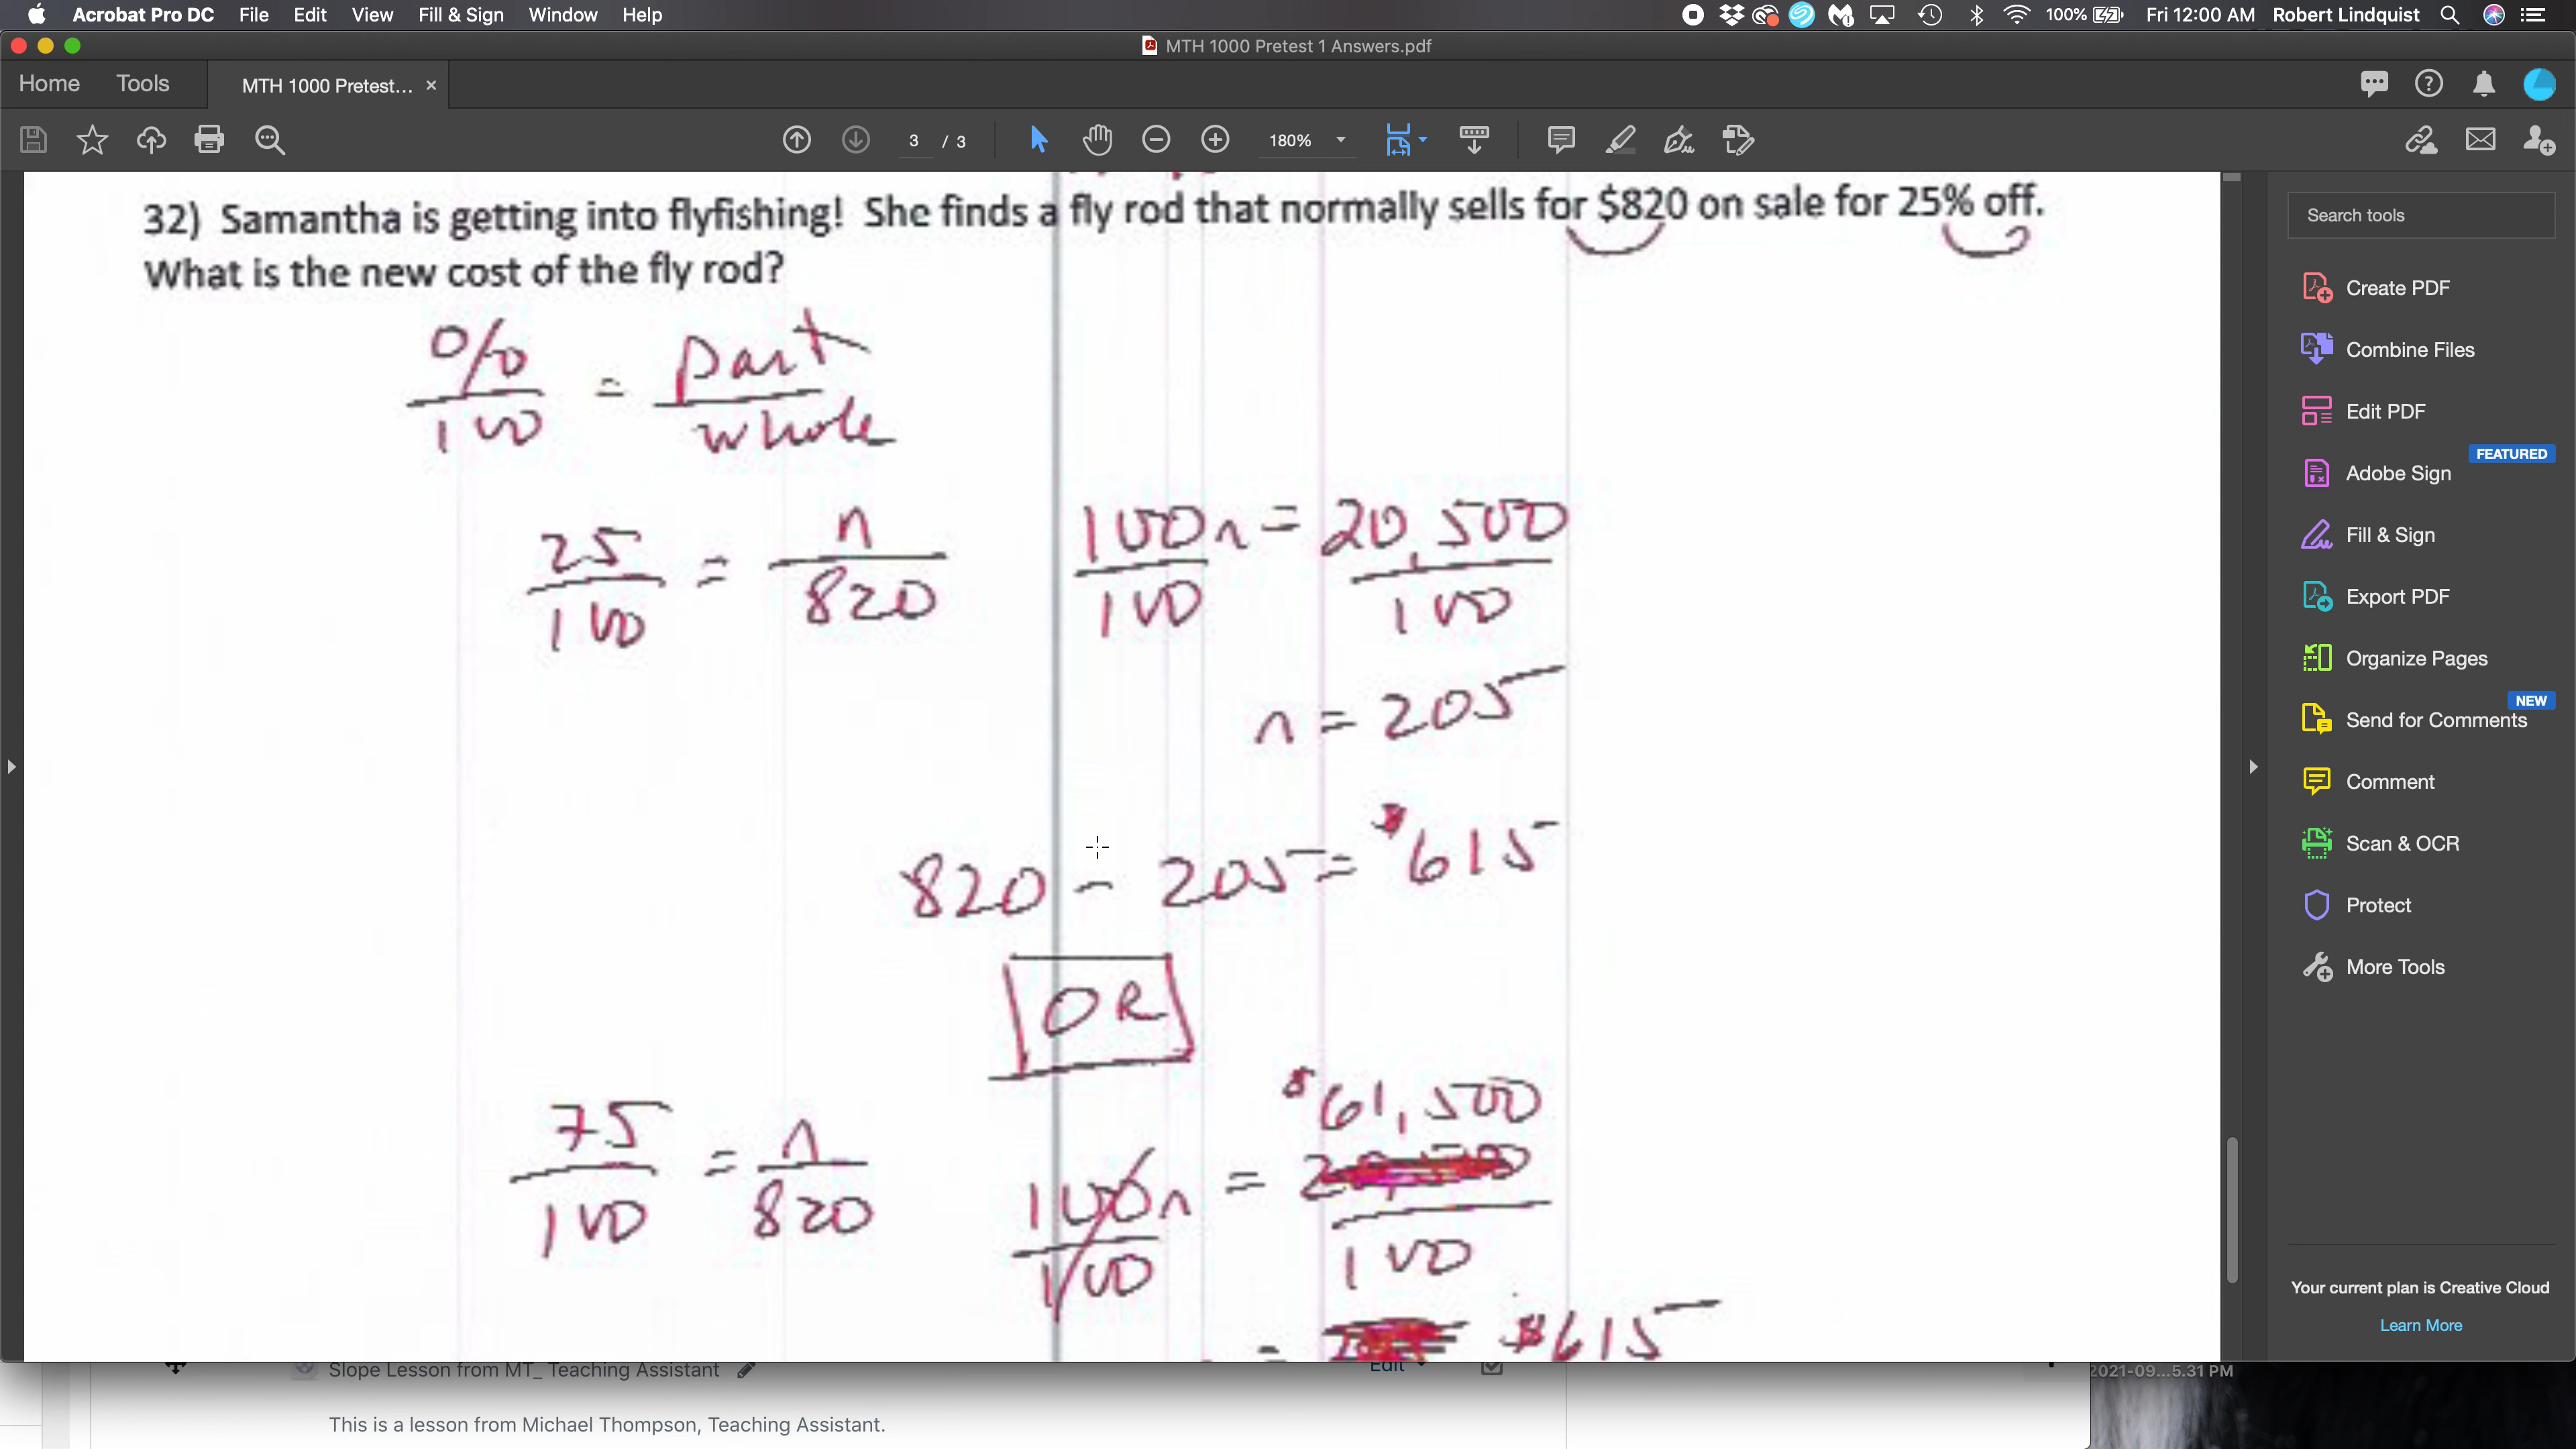 Acrobat Pro DC File Edit View Fill & Sign Window Help 100% Fri 12:00 AM Robert Lindquist
MTH 1000 Pretest 1 Answers.pdf
Home Tools MTH 1000 Pretest... ×
3 / 3 180%
32) Samantha is getting into flyfishing! She finds a fly rod that normally sells for $820 on sale for 25% off.
What is the new cost of the fly rod?
%/100 = part/whole
25/100 = n/820
100n/100 = 20,500/100
n = 205
820 - 205 = $615
OR
75/100 = n/820
100n/100 = $61,500/100
= $615
Search tools
Create PDF
Combine Files
Edit PDF
FEATURED
Adobe Sign
Fill & Sign
Export PDF
Organize Pages
NEW
Send for Comments
Comment
Scan & OCR
Protect
More Tools
Your current plan is Creative Cloud
Learn More
Slope Lesson from MT_ Teaching Assistant Edit
2021-09...5.31 PM
This is a lesson from Michael Thompson, Teaching Assistant.